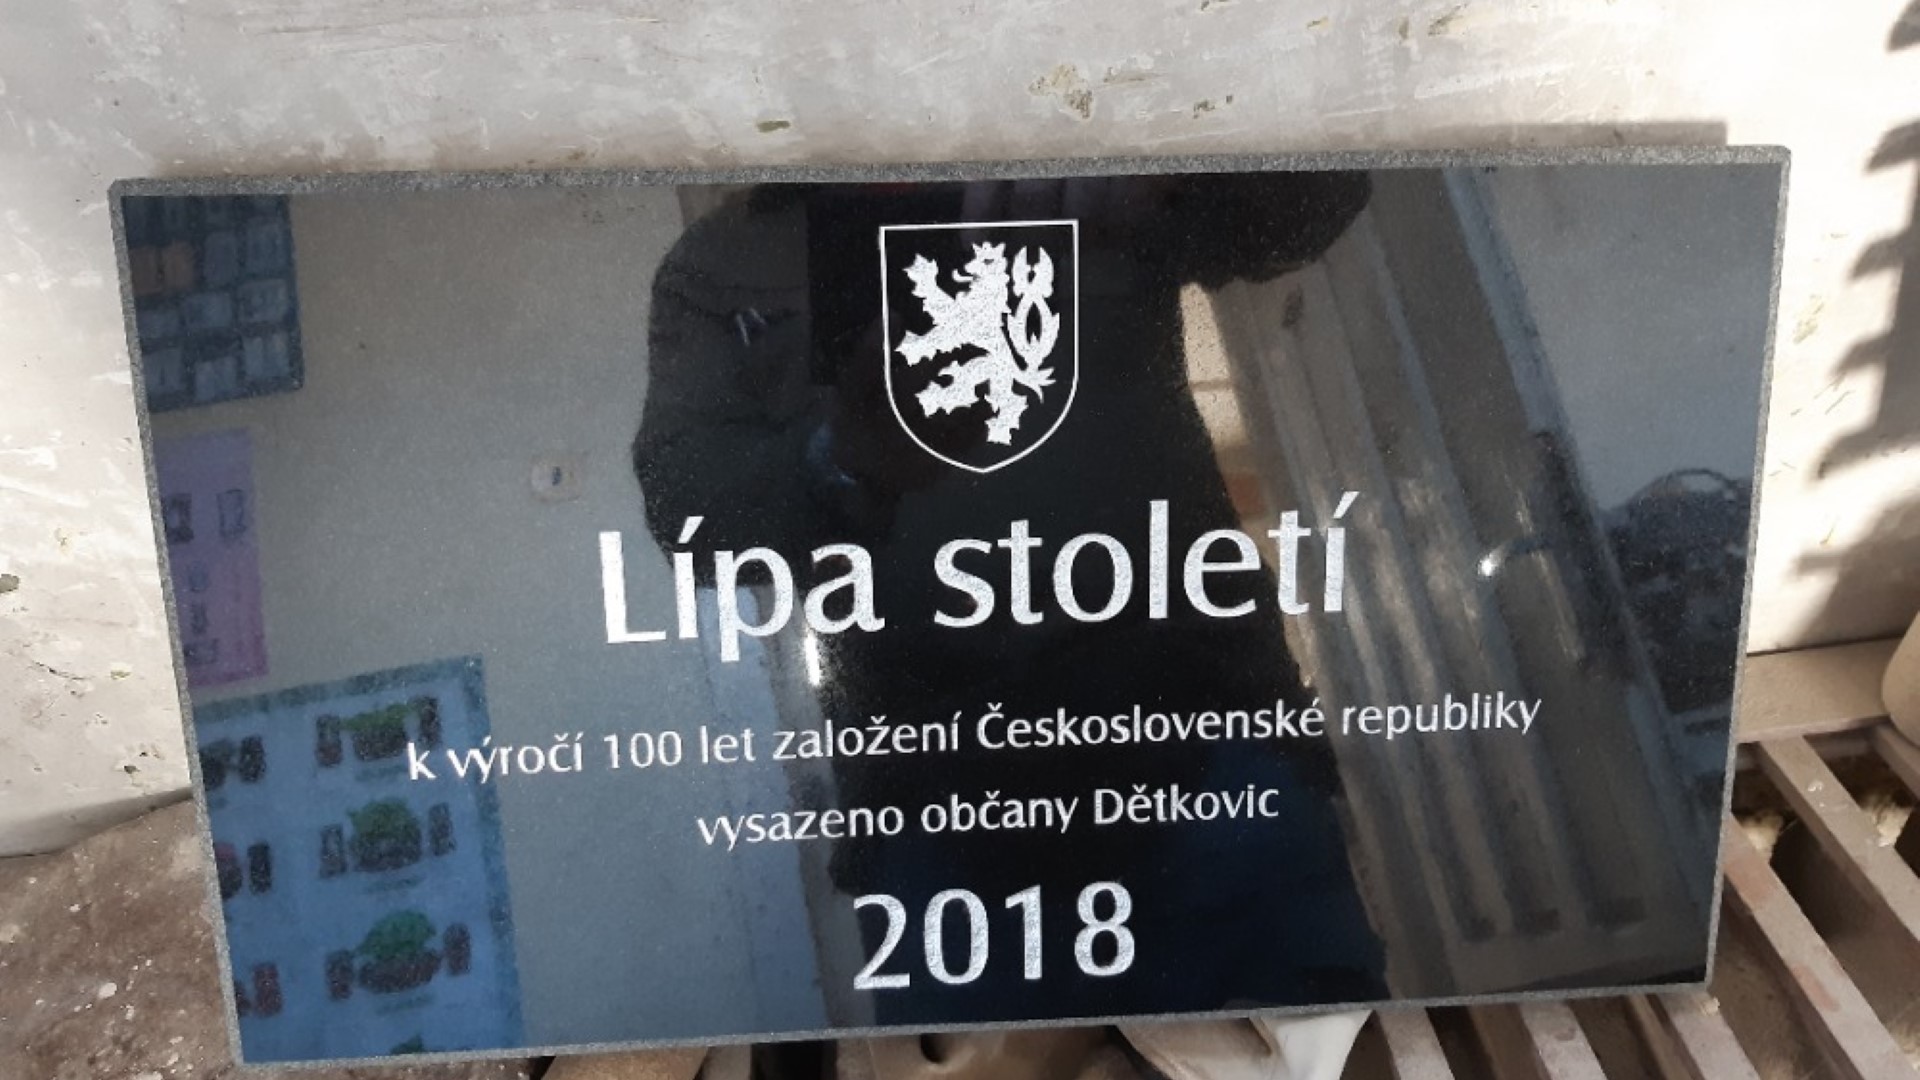 Lípa století
k výročí 100 let založení Československé republiky
vysazeno občany Dětkovic
2018